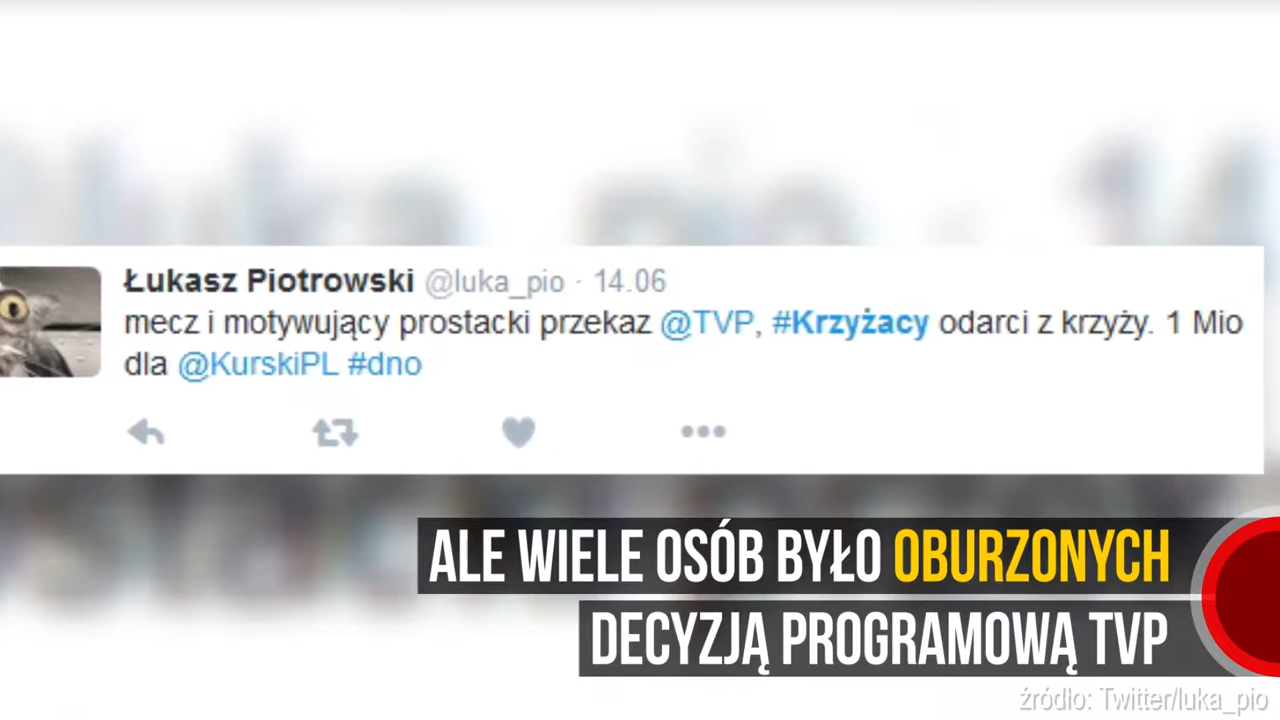 Łukasz Piotrowski @luka_pio · 14.06
mecz i motywujący prostacki przekaz @TVP, #Krzyżacy odarci z krzyży. 1 Mio
dla @KurskiPL #dno
ALE WIELE OSÓB BYŁO OBURZONYCH
DECYZJĄ PROGRAMOWĄ TVP
źródło: Twitter/luka_pio